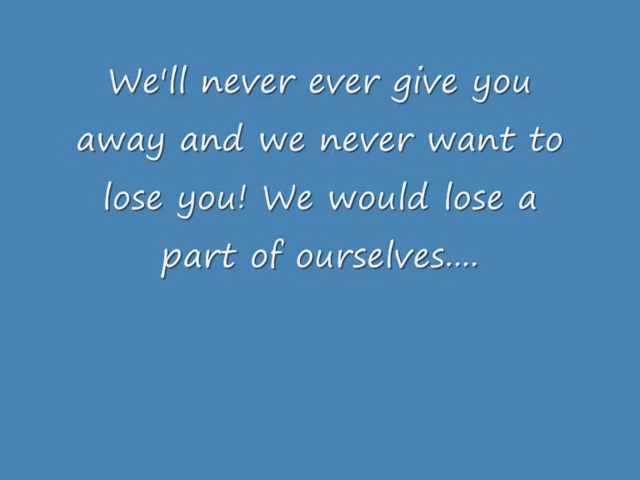 We'll never ever give you
away and we never want to
lose you! We would lose a
part of ourselves....